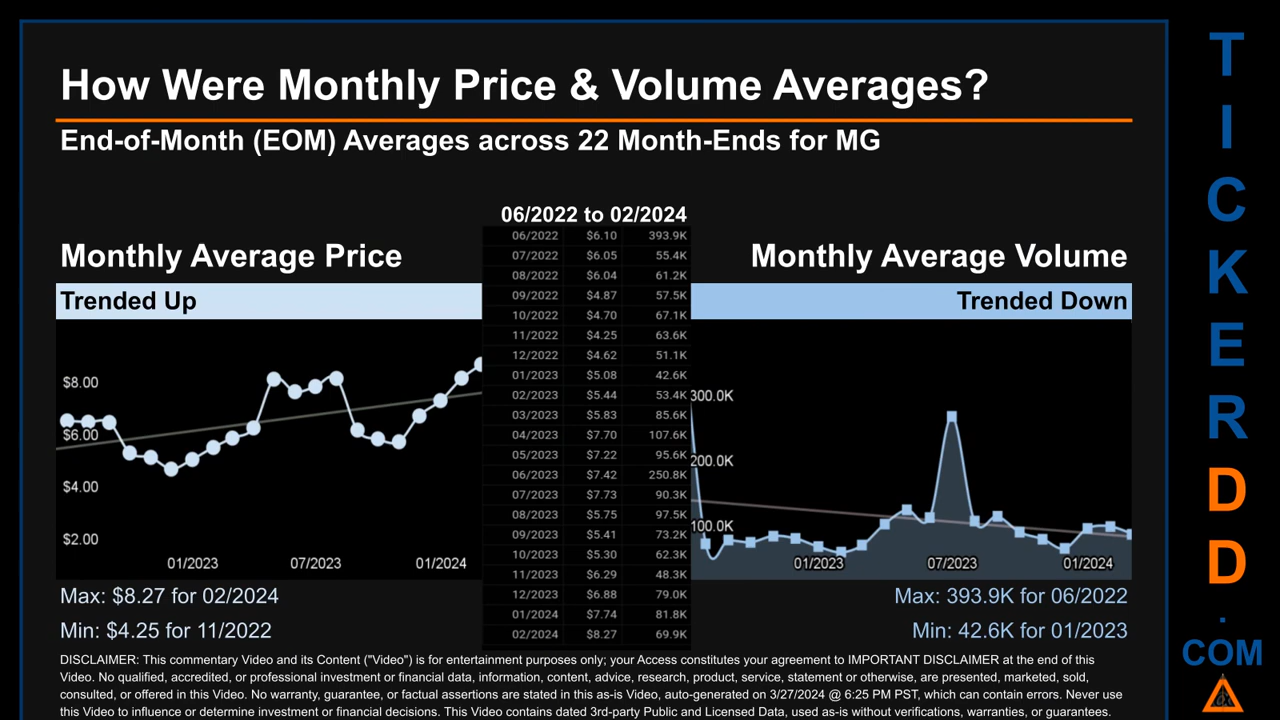 How Were Monthly Price & Volume Averages?
End-of-Month (EOM) Averages across 22 Month-Ends for MG
06/2022 to 02/2024
Monthly Average Price
Trended Up
$8.00
$6.00
$4.00
$2.00
01/2023 07/2023 01/2024
Max: $8.27 for 02/2024
Min: $4.25 for 11/2022
06/2022 $6.10 393.9K
07/2022 $6.05 55.4K
08/2022 $6.04 61.2K
09/2022 $4.87 57.5K
10/2022 $4.70 67.1K
11/2022 $4.25 63.6K
12/2022 $4.62 51.1K
01/2023 $5.08 42.6K
02/2023 $5.44 53.4K
03/2023 $5.83 85.6K
04/2023 $7.70 107.6K
05/2023 $7.22 95.6K
06/2023 $7.42 250.8K
07/2023 $7.73 90.3K
08/2023 $5.75 97.5K
09/2023 $5.41 73.2K
10/2023 $5.30 62.3K
11/2023 $6.29 48.3K
12/2023 $6.88 79.0K
01/2024 $7.74 81.8K
02/2024 $8.27 69.9K
Monthly Average Volume
Trended Down
300.0K
200.0K
100.0K
01/2023 07/2023 01/2024
Max: 393.9K for 06/2022
Min: 42.6K for 01/2023
DISCLAIMER: This commentary Video and its Content ("Video") is for entertainment purposes only; your Access constitutes your agreement to IMPORTANT DISCLAIMER at the end of this
Video. No qualified, accredited, or professional investment or financial data, information, content, advice, research, product, service, statement or otherwise, are presented, marketed, sold,
consulted, or offered in this Video. No warranty, guarantee, or factual assertions are stated in this as-is Video, auto-generated on 3/27/2024 @ 6:25 PM PST, which can contain errors. Never use
this Video to influence or determine investment or financial decisions. This Video contains dated 3rd-party Public and Licensed Data, used as-is without verifications, warranties, or guarantees.
T
I
C
K
E
R
D
D
.
COM